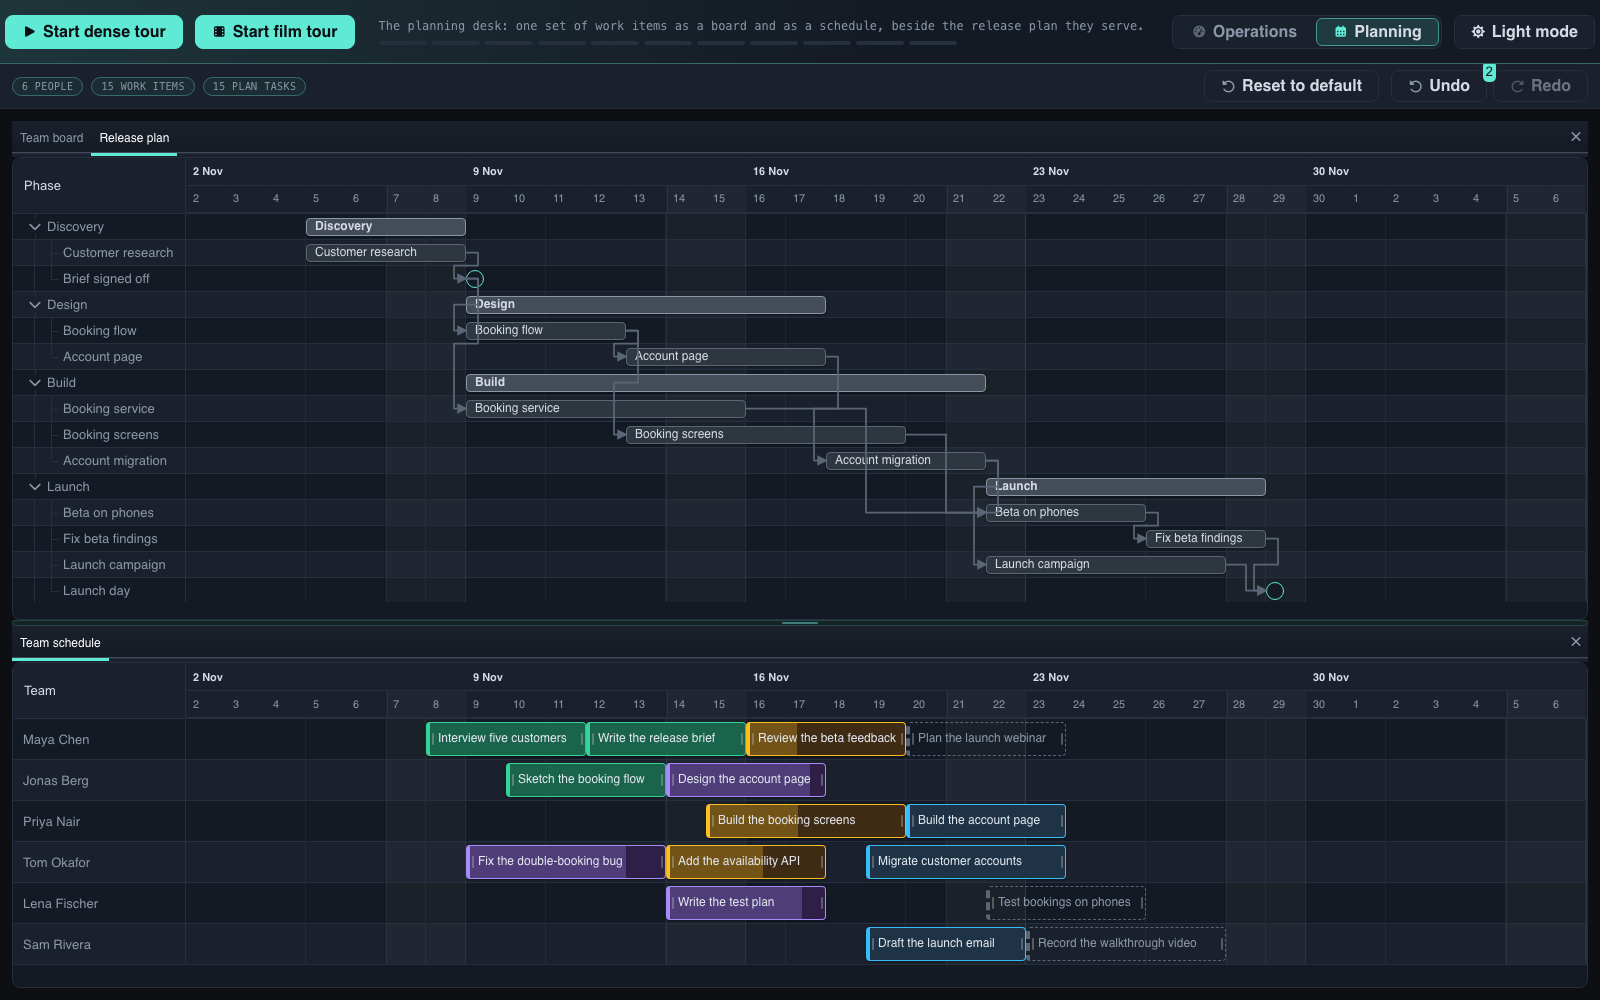 Start dense tour
Start film tour
The planning desk: one set of work items as a board and as a schedule, beside the release plan they serve.
Operations
Planning
Light mode
6 PEOPLE
15 WORK ITEMS
15 PLAN TASKS
Reset to default
Undo
2
Redo
Team board
Release plan
Phase
2 Nov
9 Nov
16 Nov
23 Nov
30 Nov
2 3 4 5 6 7 8 9 10 11 12 13 14 15 16 17 18 19 20 21 22 23 24 25 26 27 28 29 30 1 2 3 4 5 6
Discovery
Discovery
Customer research
Customer research
Brief signed off
Design
Design
Booking flow
Booking flow
Account page
Account page
Build
Build
Booking service
Booking service
Booking screens
Booking screens
Account migration
Account migration
Launch
Launch
Beta on phones
Beta on phones
Fix beta findings
Fix beta findings
Launch campaign
Launch campaign
Launch day
Team schedule
Team
2 Nov
9 Nov
16 Nov
23 Nov
30 Nov
2 3 4 5 6 7 8 9 10 11 12 13 14 15 16 17 18 19 20 21 22 23 24 25 26 27 28 29 30 1 2 3 4 5 6
Maya Chen
Interview five customers
Write the release brief
Review the beta feedback
Plan the launch webinar
Jonas Berg
Sketch the booking flow
Design the account page
Priya Nair
Build the booking screens
Build the account page
Tom Okafor
Fix the double-booking bug
Add the availability API
Migrate customer accounts
Lena Fischer
Write the test plan
Test bookings on phones
Sam Rivera
Draft the launch email
Record the walkthrough video